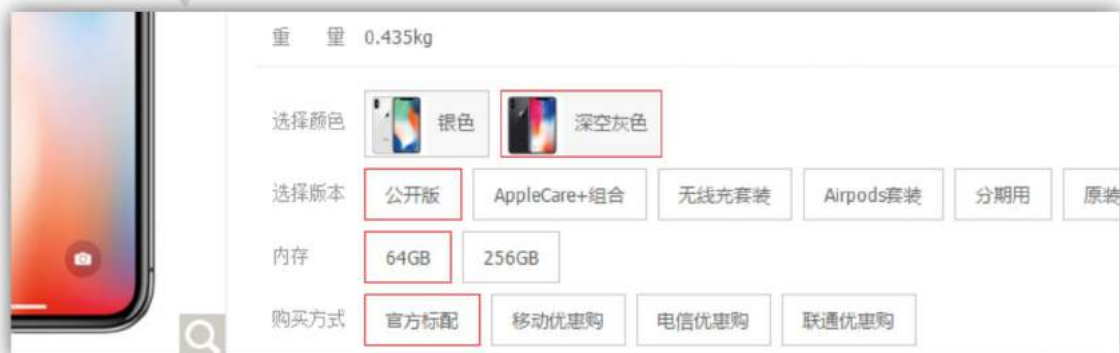 重 量 0.435kg
选择颜色 银色 深空灰色
选择版本 公开版 AppleCare+组合 无线充套装 Airpods套装 分期用 原装
内存 64GB 256GB
购买方式 官方标配 移动优惠购 电信优惠购 联通优惠购